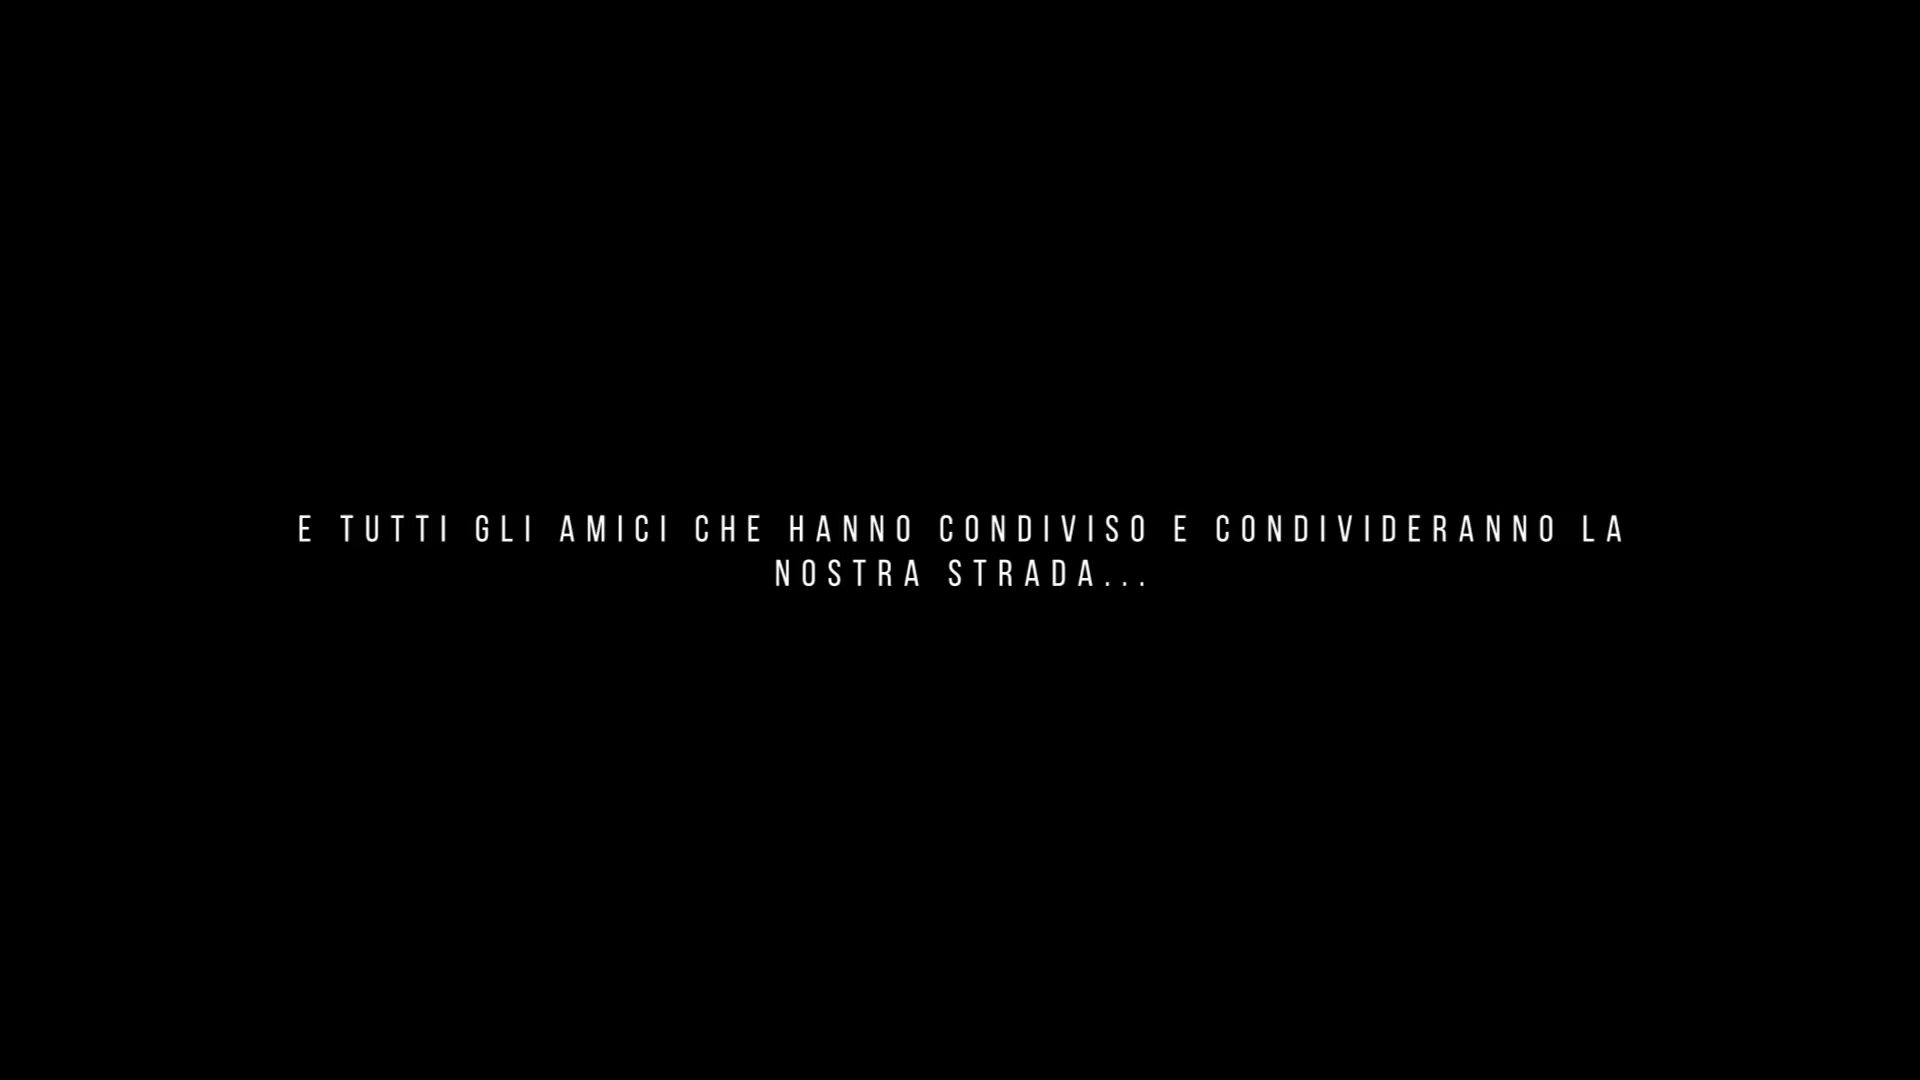 E TUTTI GLI AMICI CHE HANNO CONDIVISO E CONDIVIDERANNO LA
NOSTRA STRADA...